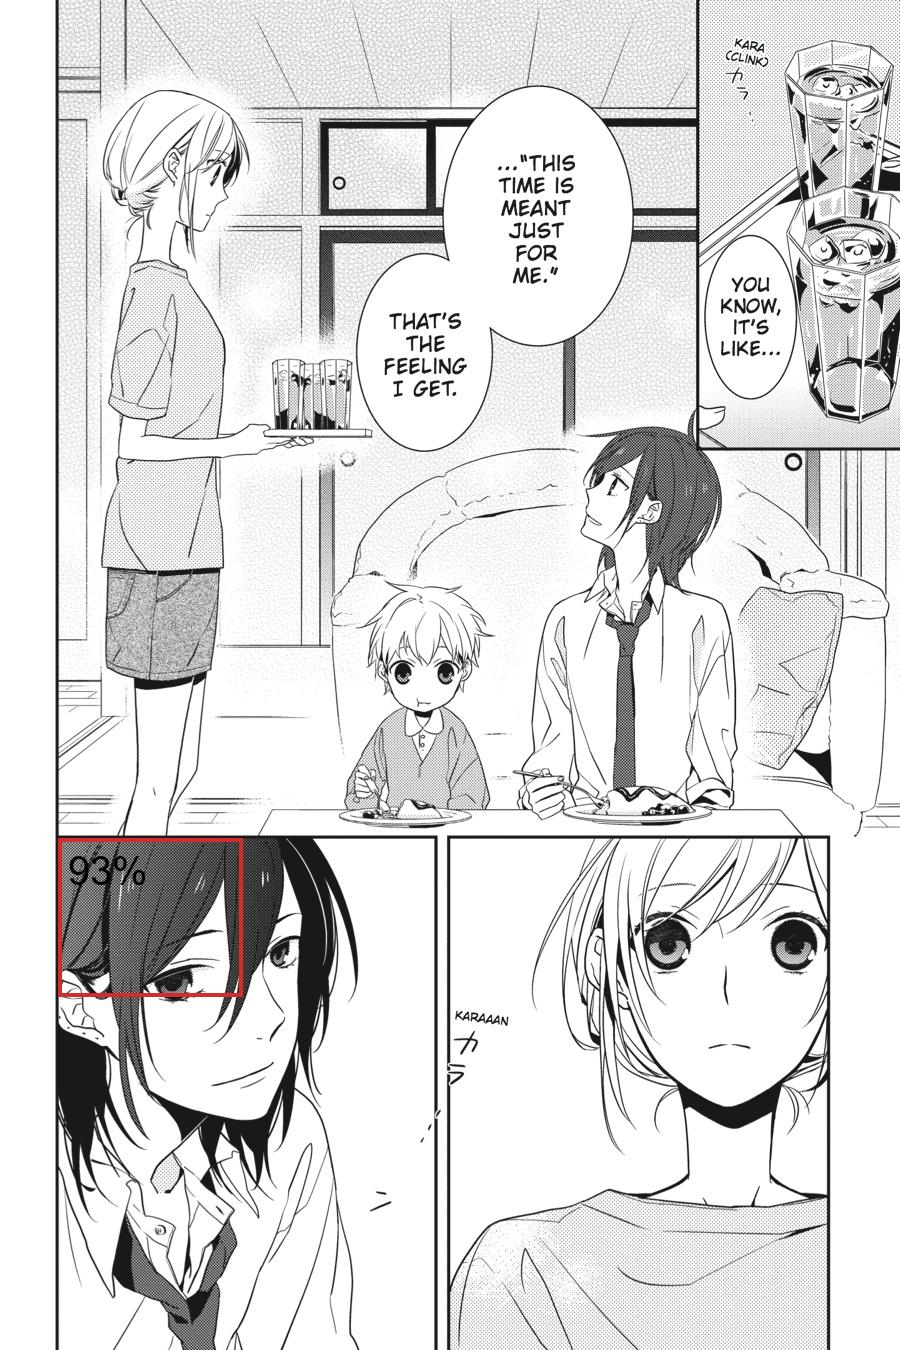 KARA
(CLINK)
カ
ラ
YOU
KNOW,
IT'S
LIKE...
..."THIS
TIME IS
MEANT
JUST
FOR
ME."
THAT'S
THE
FEELING
I GET.
KARAAAN
カ
ラ
93%